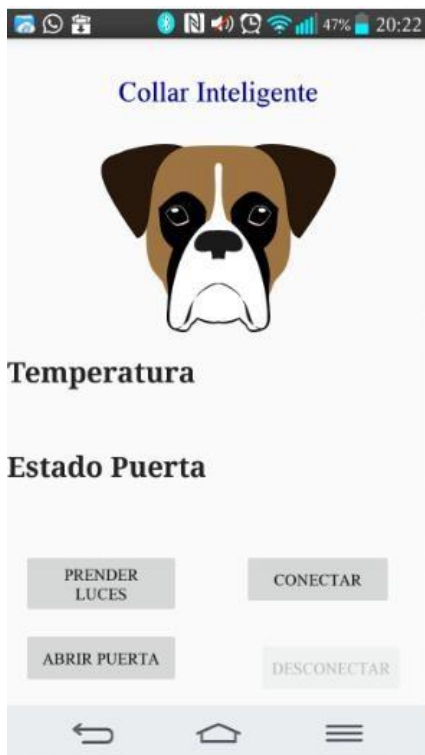 47% 20:22
Collar Inteligente
Temperatura
Estado Puerta
PRENDER
LUCES
CONECTAR
ABRIR PUERTA
DESCONECTAR